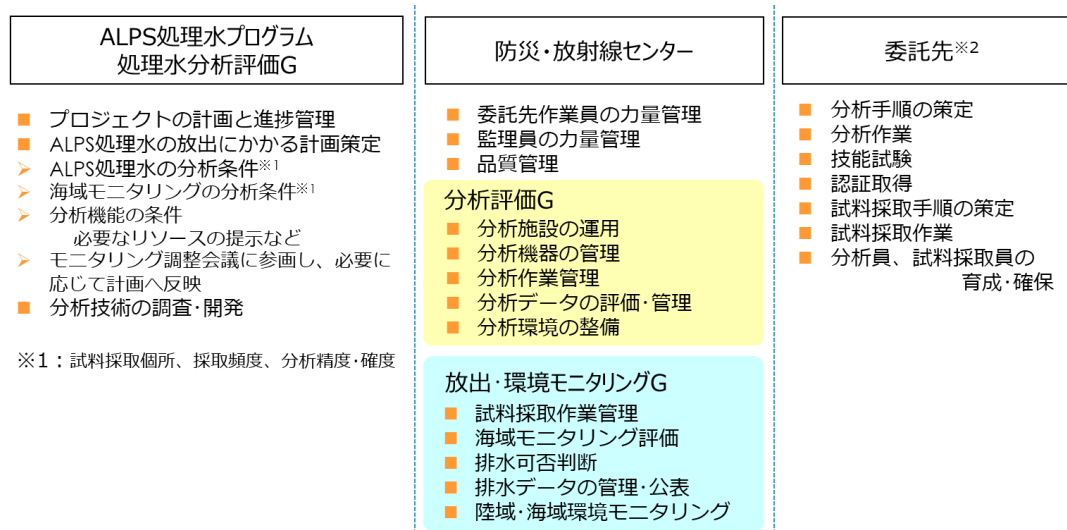 ALPS処理水プログラム
処理水分析評価G
■ プロジェクトの計画と進捗管理
■ ALPS処理水の放出にかかる計画策定
➢ ALPS処理水の分析条件※1
➢ 海域モニタリングの分析条件※1
➢ 分析機能の条件
必要なリソースの提示など
➢ モニタリング調整会議に参画し、必要に
応じて計画へ反映
■ 分析技術の調査・開発
※1：試料採取個所、採取頻度、分析精度・確度
防災・放射線センター
■ 委託先作業員の力量管理
■ 監理員の力量管理
■ 品質管理
分析評価G
■ 分析施設の運用
■ 分析機器の管理
■ 分析作業管理
■ 分析データの評価・管理
■ 分析環境の整備
放出・環境モニタリングG
■ 試料採取作業管理
■ 海域モニタリング評価
■ 排水可否判断
■ 排水データの管理・公表
■ 陸域・海域環境モニタリング
委託先※2
■ 分析手順の策定
■ 分析作業
■ 技能試験
■ 認証取得
■ 試料採取手順の策定
■ 試料採取作業
■ 分析員、試料採取員の
育成・確保